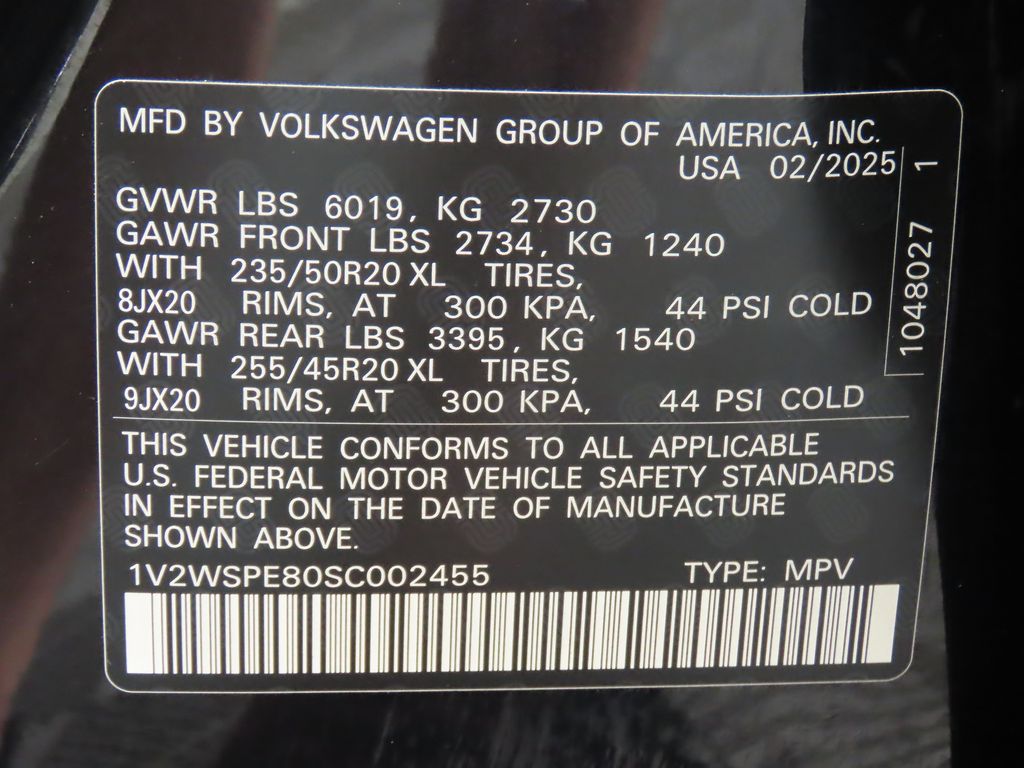 MFD BY VOLKSWAGEN GROUP OF AMERICA, INC.
USA 02/2025
GVWR LBS 6019, KG 2730
GAWR FRONT LBS 2734, KG 1240
WITH 235/50R20 XL TIRES,
8JX20 RIMS, AT 300 KPA, 44 PSI COLD
GAWR REAR LBS 3395, KG 1540
WITH 255/45R20 XL TIRES,
9JX20 RIMS, AT 300 KPA, 44 PSI COLD
1048027 1
THIS VEHICLE CONFORMS TO ALL APPLICABLE
U.S. FEDERAL MOTOR VEHICLE SAFETY STANDARDS
IN EFFECT ON THE DATE OF MANUFACTURE
SHOWN ABOVE.
1V2WSPE80SC002455 TYPE: MPV